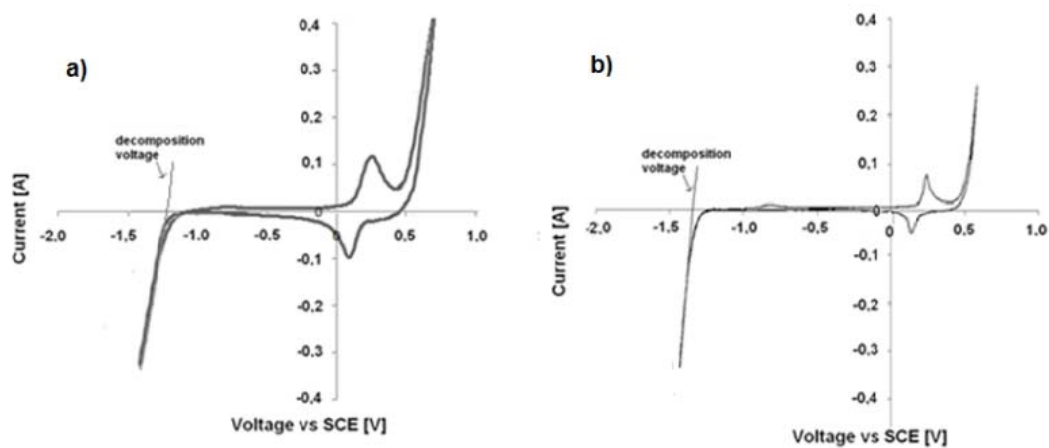 a)
0,4
0,3
0,2
0,1
0
-0,1
-0,2
-0,3
-0,4
-2,0 -1,5 -1,0 -0,5 0 0,5 1,0
decomposition
voltage
Current [A]
Voltage vs SCE [V]
b)
0,4
0,3
0,2
0,1
0
-0,1
-0,2
-0,3
-0,4
-2,0 -1,5 -1,0 -0,5 0 0,5 1,0
decomposition
voltage
Current [A]
Voltage vs SCE [V]